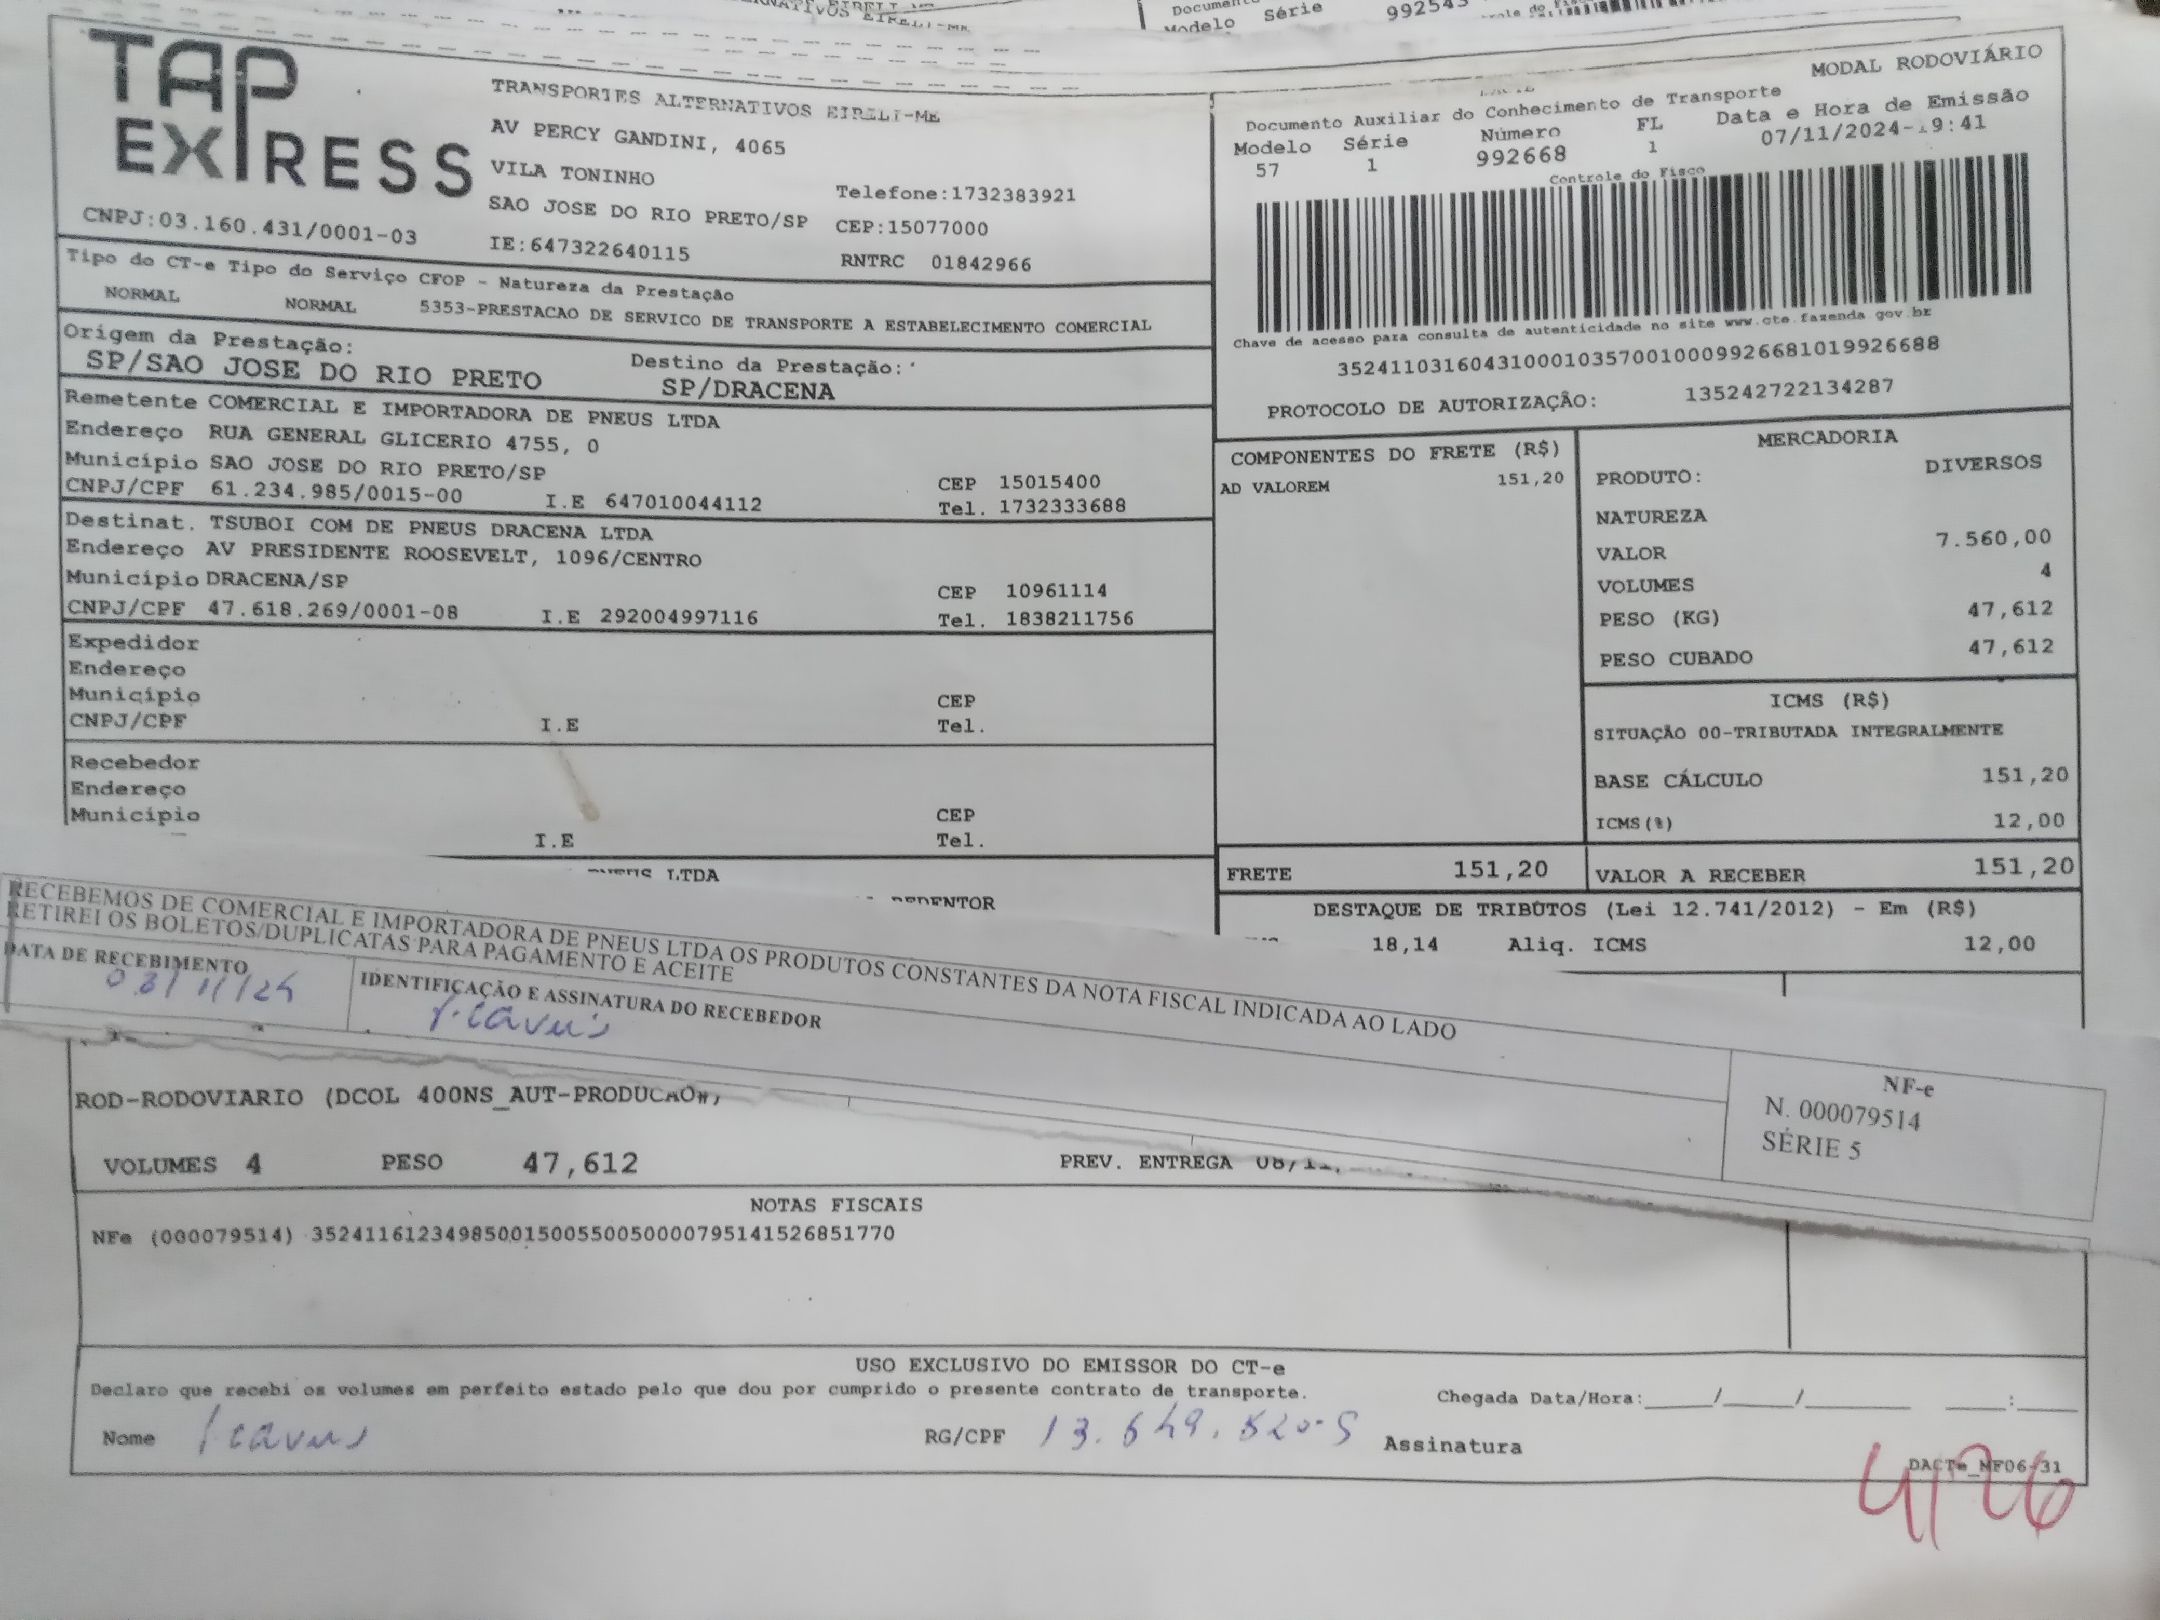 Modelo Série 992543
TAP
EXPRESS
TRANSPORTES ALTERNATIVOS EIRELI-ME
AV PERCY GANDINI, 4065
VILA TONINHO
Telefone:1732383921
SAO JOSE DO RIO PRETO/SP CEP:15077000
CNPJ:03.160.431/0001-03
IE:647322640115 RNTRC 01842966
MODAL RODOVIÁRIO
Documento Auxiliar do Conhecimento de Transporte
Modelo Série Número FL Data e Hora de Emissão
57 1 992668 1 07/11/2024- 9:41
Controle do Fisco
Chave de acesso para consulta de autenticidade no site www.cte.fazenda gov.br
35241103160431000103570010009926681019926688
PROTOCOLO DE AUTORIZAÇÃO: 135242722134287
Tipo do CT-e Tipo do Serviço CFOP - Natureza da Prestação
NORMAL NORMAL 5353-PRESTACAO DE SERVICO DE TRANSPORTE A ESTABELECIMENTO COMERCIAL
Origem da Prestação: Destino da Prestação:
SP/SAO JOSE DO RIO PRETO SP/DRACENA
Remetente COMERCIAL E IMPORTADORA DE PNEUS LTDA
Endereço RUA GENERAL GLICERIO 4755, 0
Município SAO JOSE DO RIO PRETO/SP CEP 15015400
CNPJ/CPF 61.234.985/0015-00 I.E 647010044112 Tel. 1732333688
Destinat. TSUBOI COM DE PNEUS DRACENA LTDA
Endereço AV PRESIDENTE ROOSEVELT, 1096/CENTRO
Município DRACENA/SP CEP 10961114
CNPJ/CPF 47.618.269/0001-08 I.E 292004997116 Tel. 1838211756
Expedidor
Endereço
Município CEP
CNPJ/CPF I.E Tel.
Recebedor
Endereço
Município CEP
I.E Tel.
LTDA
COMPONENTES DO FRETE (R$)
AD VALOREM 151,20
MERCADORIA
PRODUTO: DIVERSOS
NATUREZA
VALOR 7.560,00
VOLUMES 4
PESO (KG) 47,612
PESO CUBADO 47,612
ICMS (R$)
SITUAÇÃO 00-TRIBUTADA INTEGRALMENTE
BASE CÁLCULO 151,20
ICMS(%) 12,00
FRETE 151,20 VALOR A RECEBER 151,20
DESTAQUE DE TRIBUTOS (Lei 12.741/2012) - Em (R$)
18,14 Aliq. ICMS 12,00
RECEBEMOS DE COMERCIAL E IMPORTADORA DE PNEUS LTDA OS PRODUTOS CONSTANTES DA NOTA FISCAL INDICADA AO LADO
RETIREI OS BOLETOS/DUPLICATAS PARA PAGAMENTO E ACEITE
DATA DE RECEBIMENTO IDENTIFICAÇÃO E ASSINATURA DO RECEBEDOR
NF-e
N. 000079514
SÉRIE 5
ROD-RODOVIARIO (DCOL 400NS_AUT-PRODUCAO
VOLUMES 4 PESO 47,612 PREV. ENTREGA
NOTAS FISCAIS
NFe (000079514) 35241161234985001500550050000795141526851770
USO EXCLUSIVO DO EMISSOR DO CT-e
Declaro que recebi os volumes em perfeito estado pelo que dou por cumprido o presente contrato de transporte. Chegada Data/Hora:
Nome RG/CPF Assinatura
DACTe_NF06-31